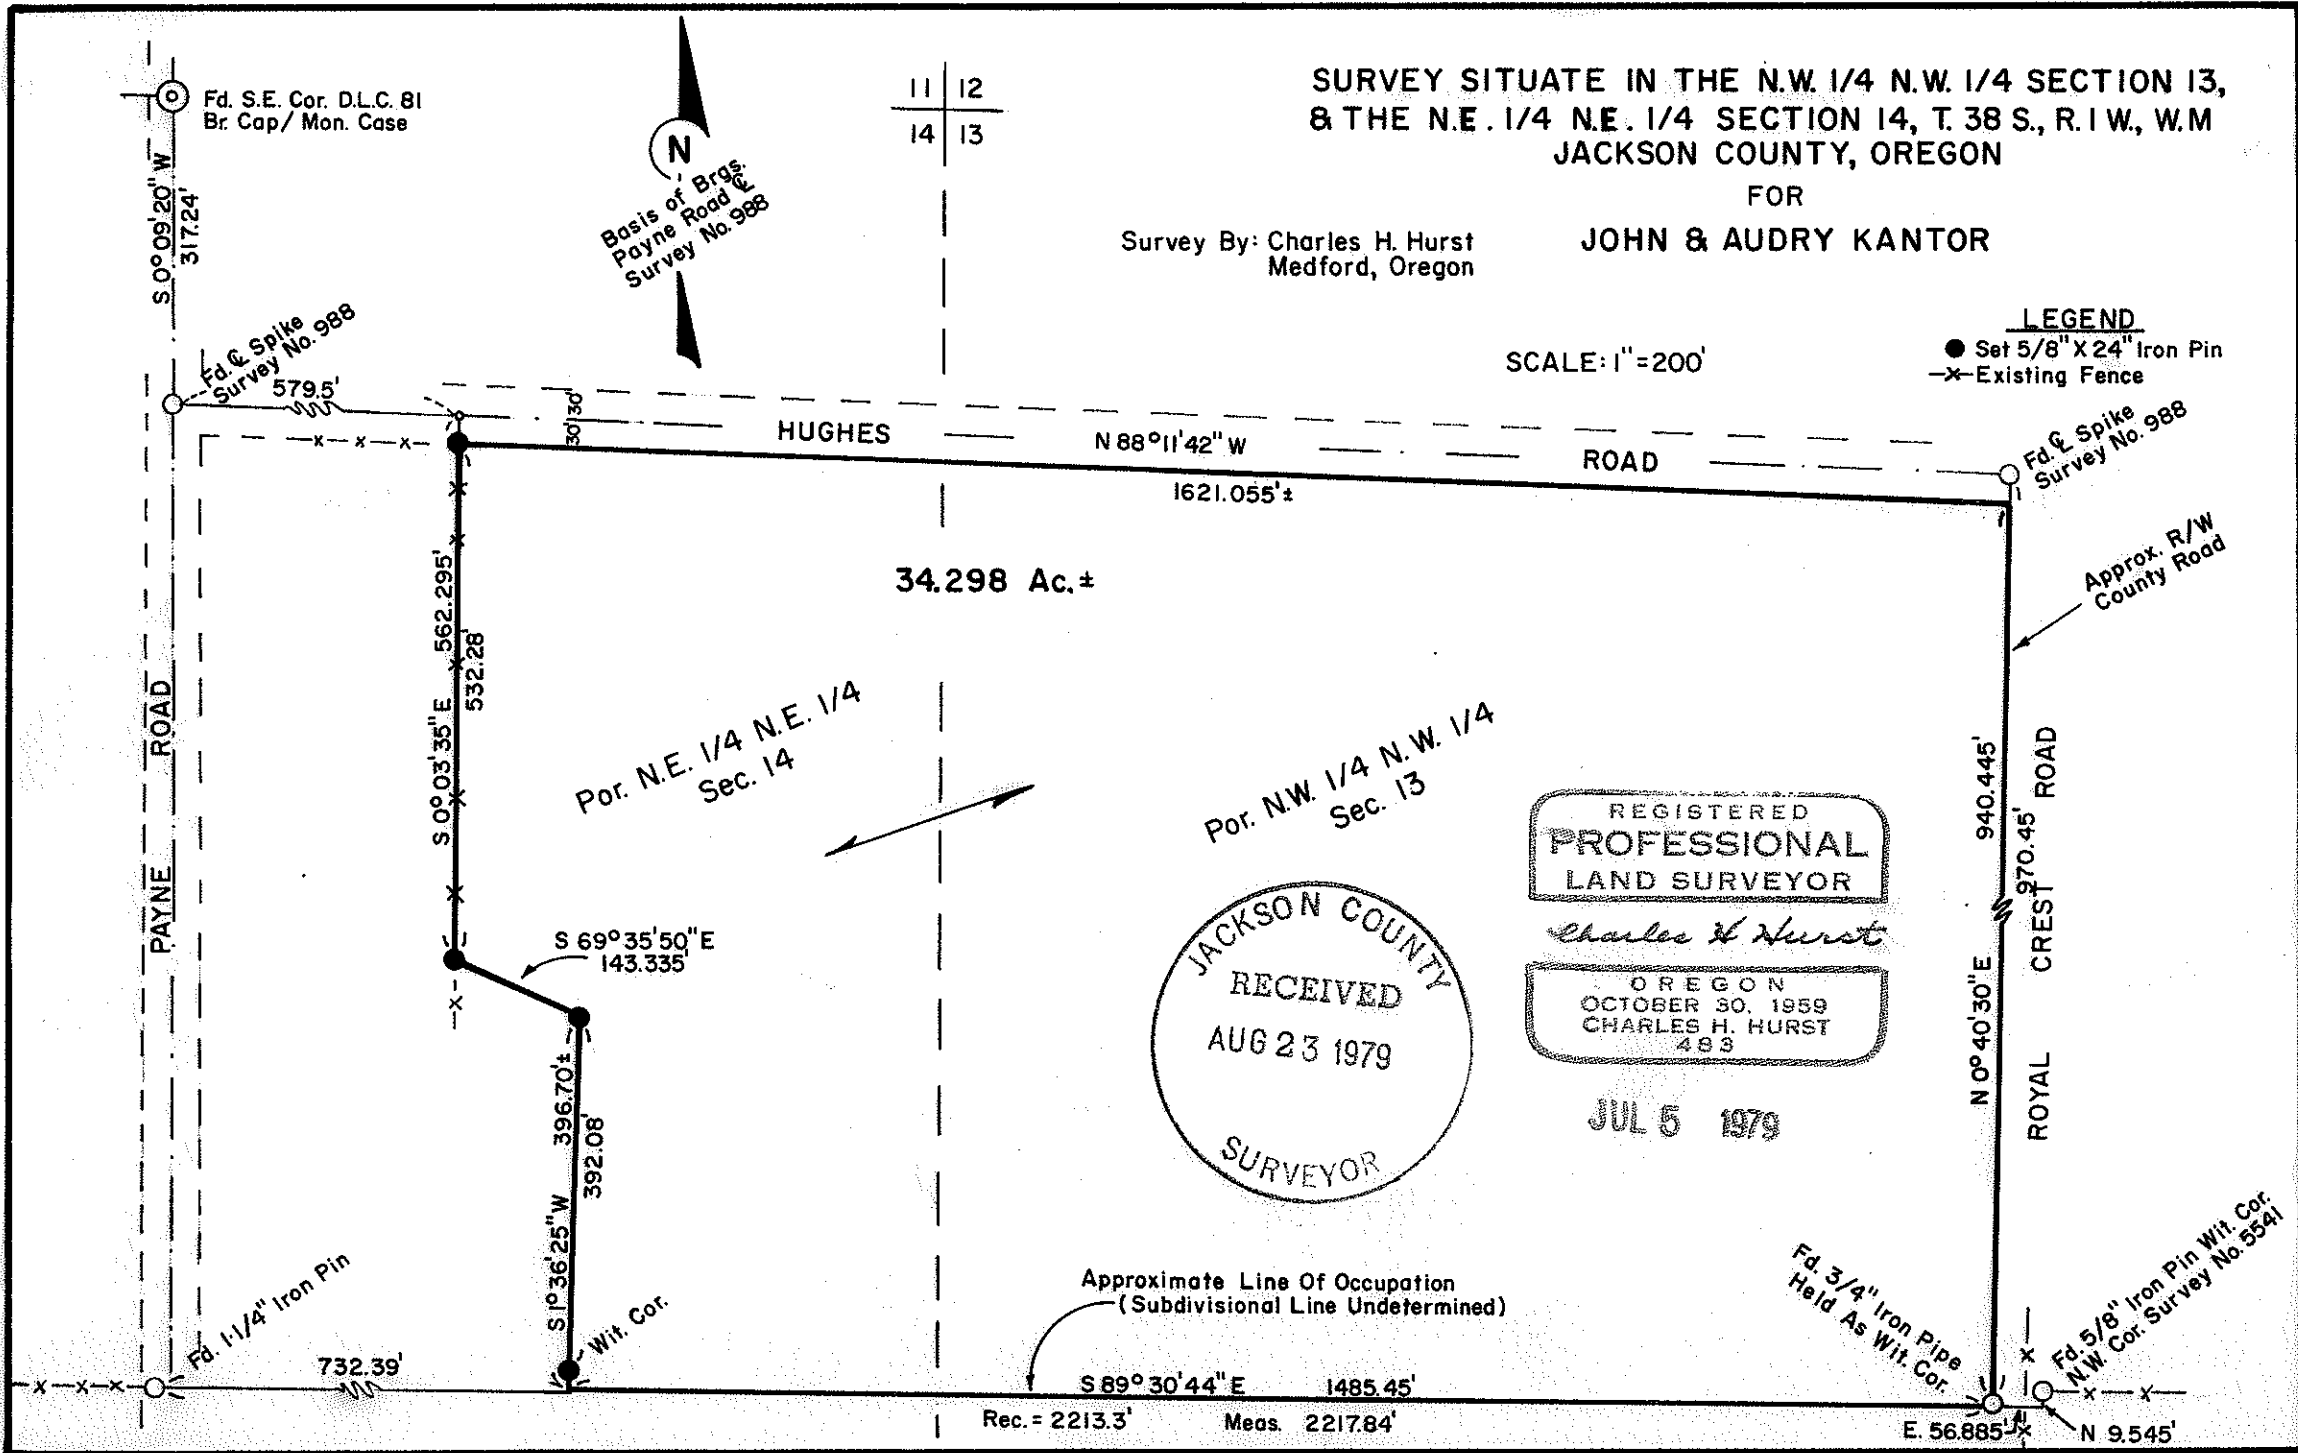 SURVEY SITUATE IN THE N.W. 1/4 N.W. 1/4 SECTION 13,
& THE N.E. 1/4 N.E. 1/4 SECTION 14, T. 38 S., R. 1 W., W.M
JACKSON COUNTY, OREGON
FOR
JOHN & AUDRY KANTOR
Survey By: Charles H. Hurst
Medford, Oregon
LEGEND
Set 5/8" X 24" Iron Pin
-x- Existing Fence
SCALE: 1"=200'
11 12
14 13
N
Basis of Brgs.
Payne Road ℄
Survey No. 988
Fd. S.E. Cor. D.L.C. 81
Br. Cap/ Mon. Case
S 0°09'20" W
317.24'
Fd. ℄ Spike
Survey No. 988
579.5'
30' 30'
HUGHES
N 88°11'42" W
ROAD
1621.055'±
Fd. ℄ Spike
Survey No. 988
Approx. R/W
County Road
34.298 Ac.±
S 0°03'35" E 562.295'
532.28'
PAYNE ROAD
Por. N.E. 1/4 N.E. 1/4
Sec. 14
Por. N.W. 1/4 N.W. 1/4
Sec. 13
S 69°35'50" E
143.335'
S 1°36'25" W 396.70'±
392.08'
REGISTERED
PROFESSIONAL
LAND SURVEYOR
Charles H Hurst
OREGON
OCTOBER 30, 1959
CHARLES H. HURST
483
JUL 5 1979
JACKSON COUNTY
RECEIVED
AUG 23 1979
SURVEYOR
N 0°40'30" E 940.445'
970.45'
ROYAL CREST ROAD
Fd. 1-1/4" Iron Pin
732.39'
Wit. Cor.
Approximate Line Of Occupation
(Subdivisional Line Undetermined)
S 89°30'44" E 1485.45'
Rec. = 2213.3' Meas. 2217.84'
Fd. 3/4" Iron Pipe
Held As Wit. Cor.
Fd. 5/8" Iron Pin Wit. Cor.
N.W. Cor. Survey No. 5541
E. 56.885'
N 9.545'